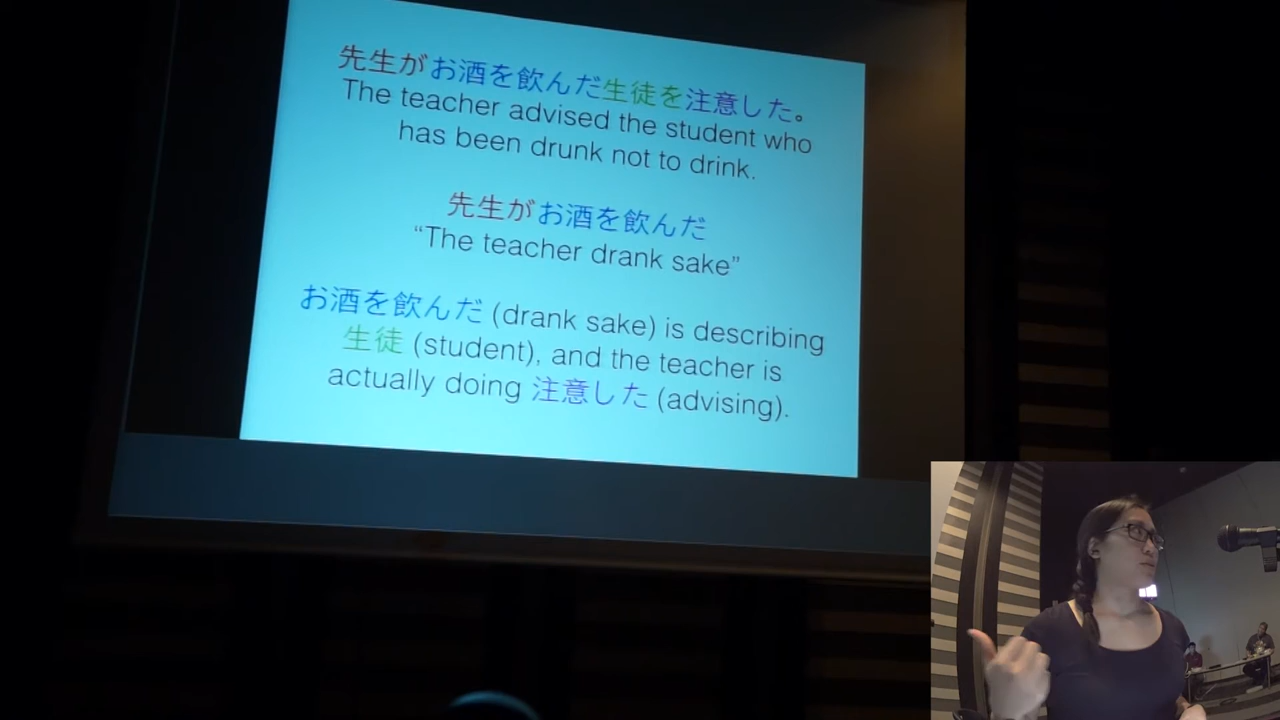 先生がお酒を飲んだ生徒を注意した。
The teacher advised the student who
has been drunk not to drink.
先生がお酒を飲んだ
“The teacher drank sake”
お酒を飲んだ (drank sake) is describing
生徒 (student), and the teacher is
actually doing 注意した (advising).